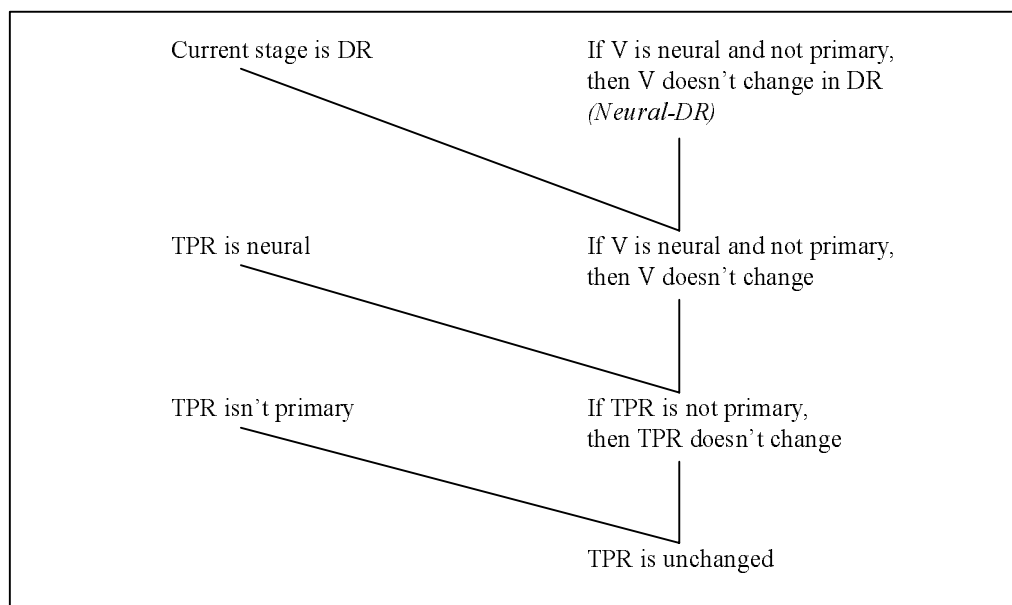 Current stage is DR
If V is neural and not primary,
then V doesn’t change in DR
(Neural-DR)
TPR is neural
If V is neural and not primary,
then V doesn’t change
TPR isn’t primary
If TPR is not primary,
then TPR doesn’t change
TPR is unchanged